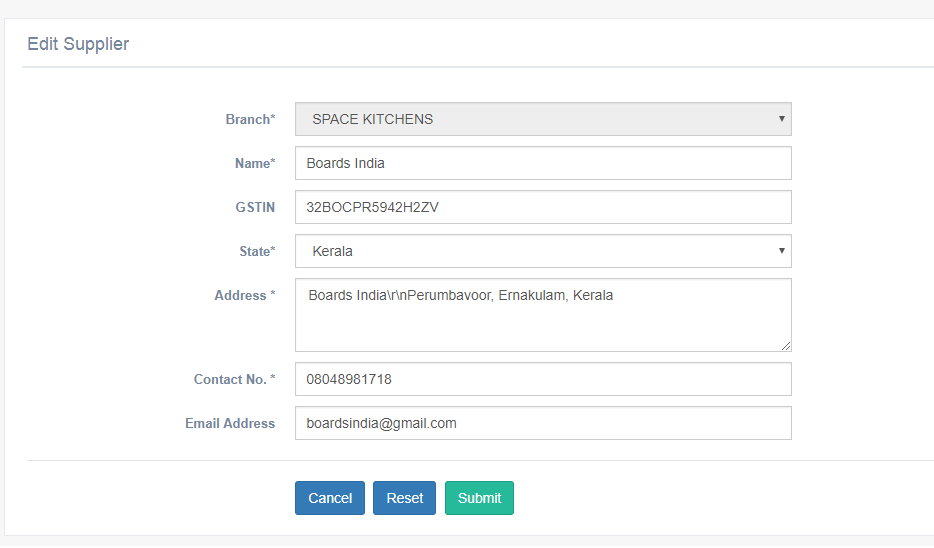 Edit Supplier
Branch* SPACE KITCHENS
Name* Boards India
GSTIN 32BOCPR5942H2ZV
State* Kerala
Address * Boards India\r\nPerumbavoor, Ernakulam, Kerala
Contact No. * 08048981718
Email Address boardsindia@gmail.com
Cancel Reset Submit